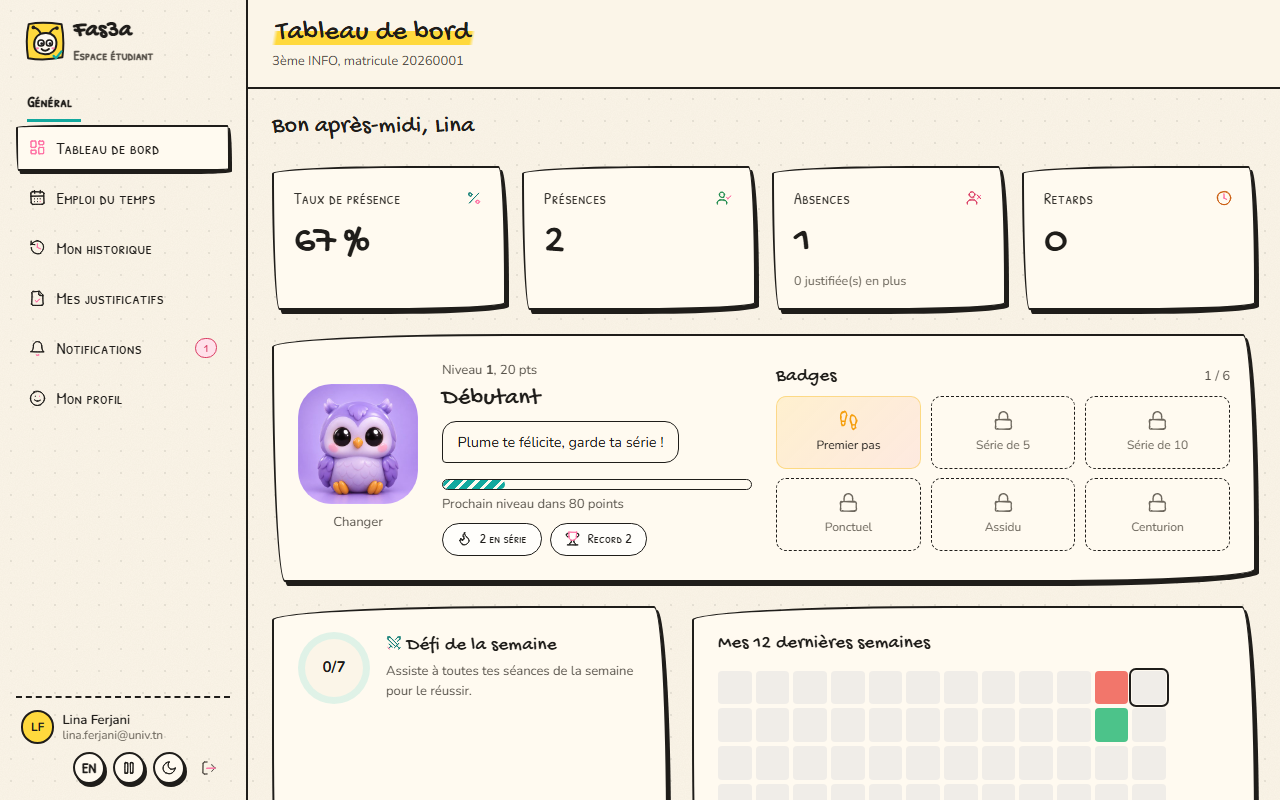 Fas3a
Espace étudiant
Général
Tableau de bord
Emploi du temps
Mon historique
Mes justificatifs
Notifications 1
Mon profil
LF
Lina Ferjani
lina.ferjani@univ.tn
EN
Tableau de bord
3ème INFO, matricule 20260001
Bon après-midi, Lina
Taux de présence
67 %
Présences
2
Absences
1
0 justifiée(s) en plus
Retards
0
Changer
Niveau 1, 20 pts
Débutant
Plume te félicite, garde ta série !
Prochain niveau dans 80 points
2 en série
Record 2
Badges
1 / 6
Premier pas
Série de 5
Série de 10
Ponctuel
Assidu
Centurion
0/7
Défi de la semaine
Assiste à toutes tes séances de la semaine
pour le réussir.
Mes 12 dernières semaines